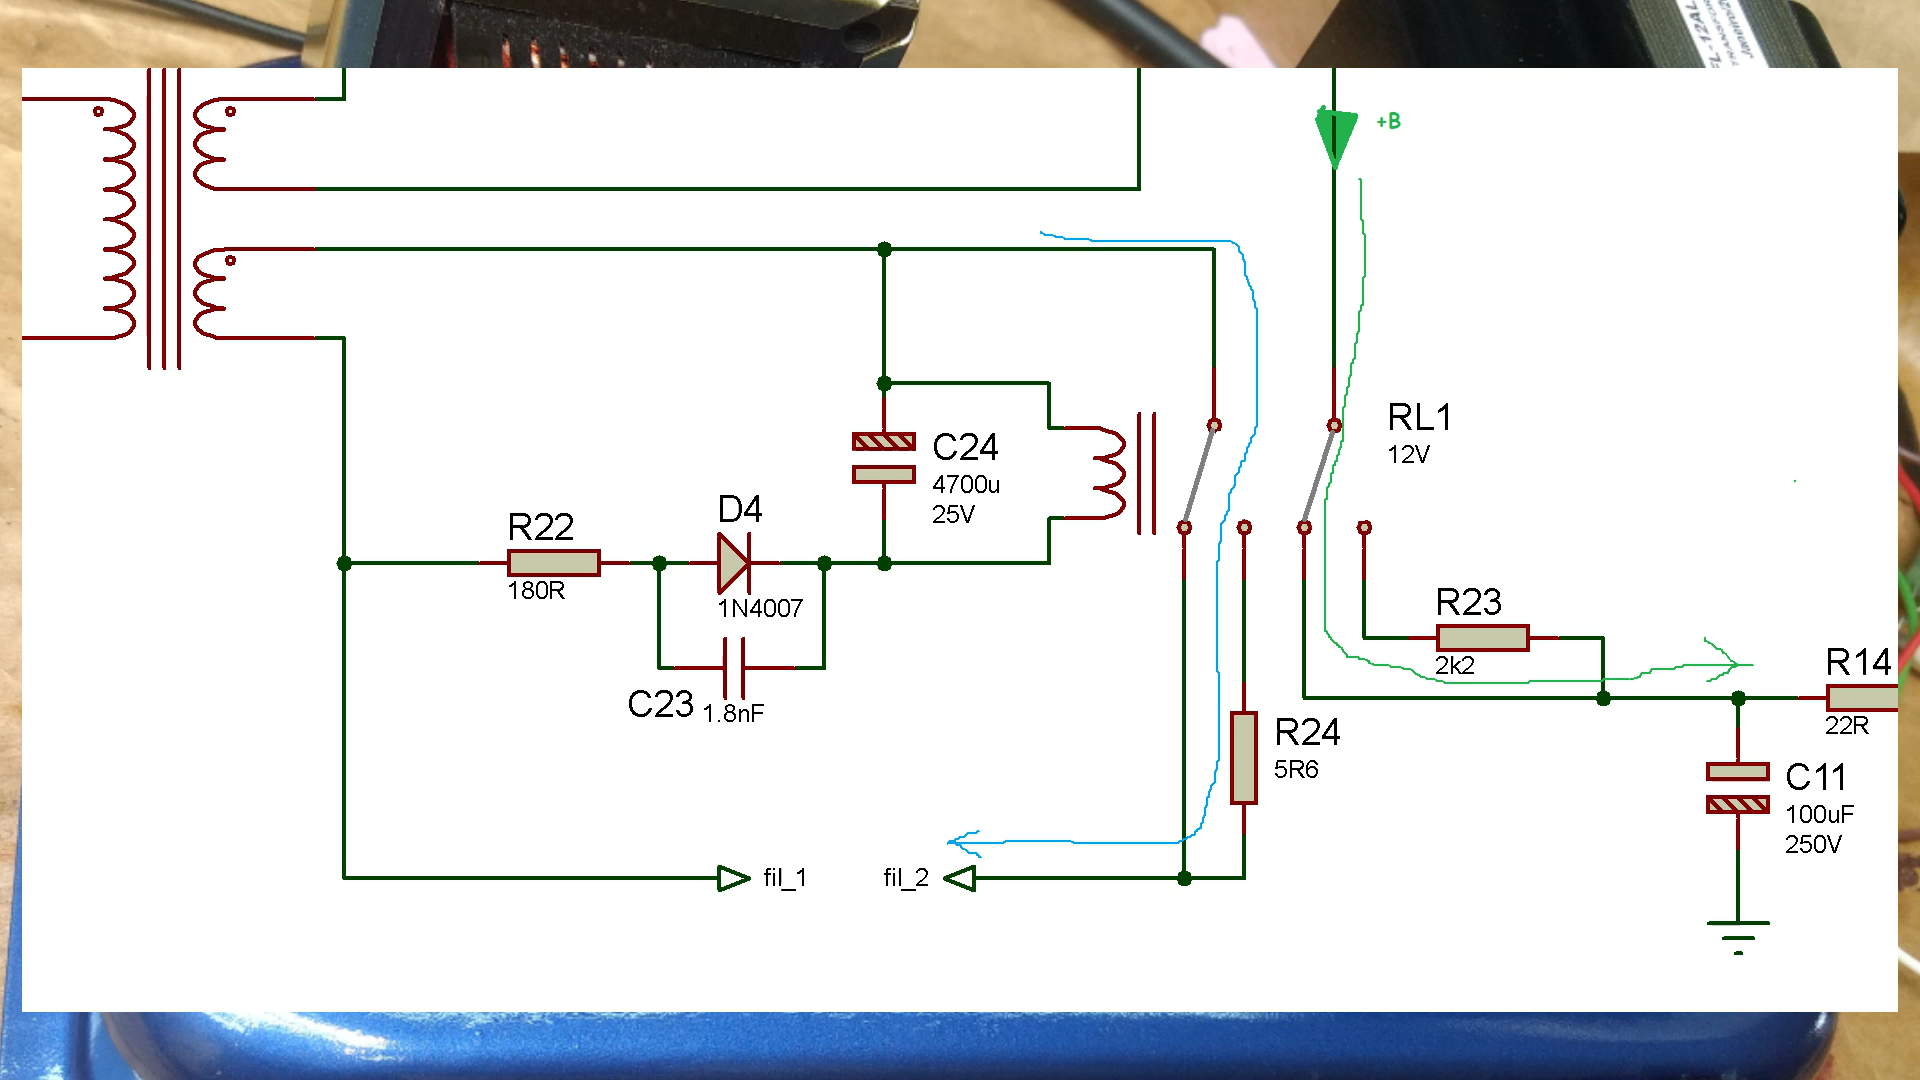 +B
RL1
12V
C24
4700u
25V
D4
1N4007
R22
180R
C23
1.8nF
R23
2k2
R14
22R
R24
5R6
C11
100uF
250V
fil_1
fil_2